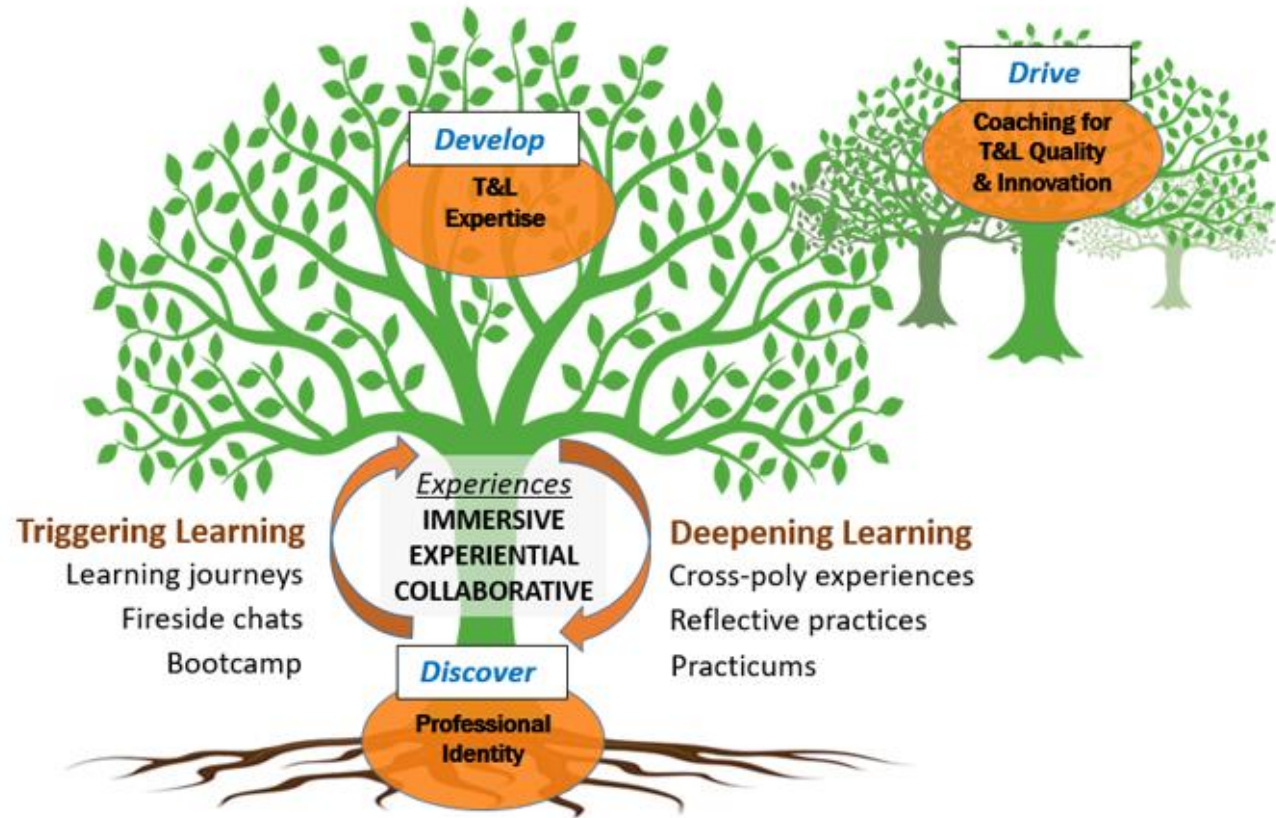 Drive
Coaching for
T&L Quality
& Innovation
Develop
T&L
Expertise
Experiences
IMMERSIVE
EXPERIENTIAL
COLLABORATIVE
Triggering Learning
Learning journeys
Fireside chats
Bootcamp
Deepening Learning
Cross-poly experiences
Reflective practices
Practicums
Discover
Professional
Identity